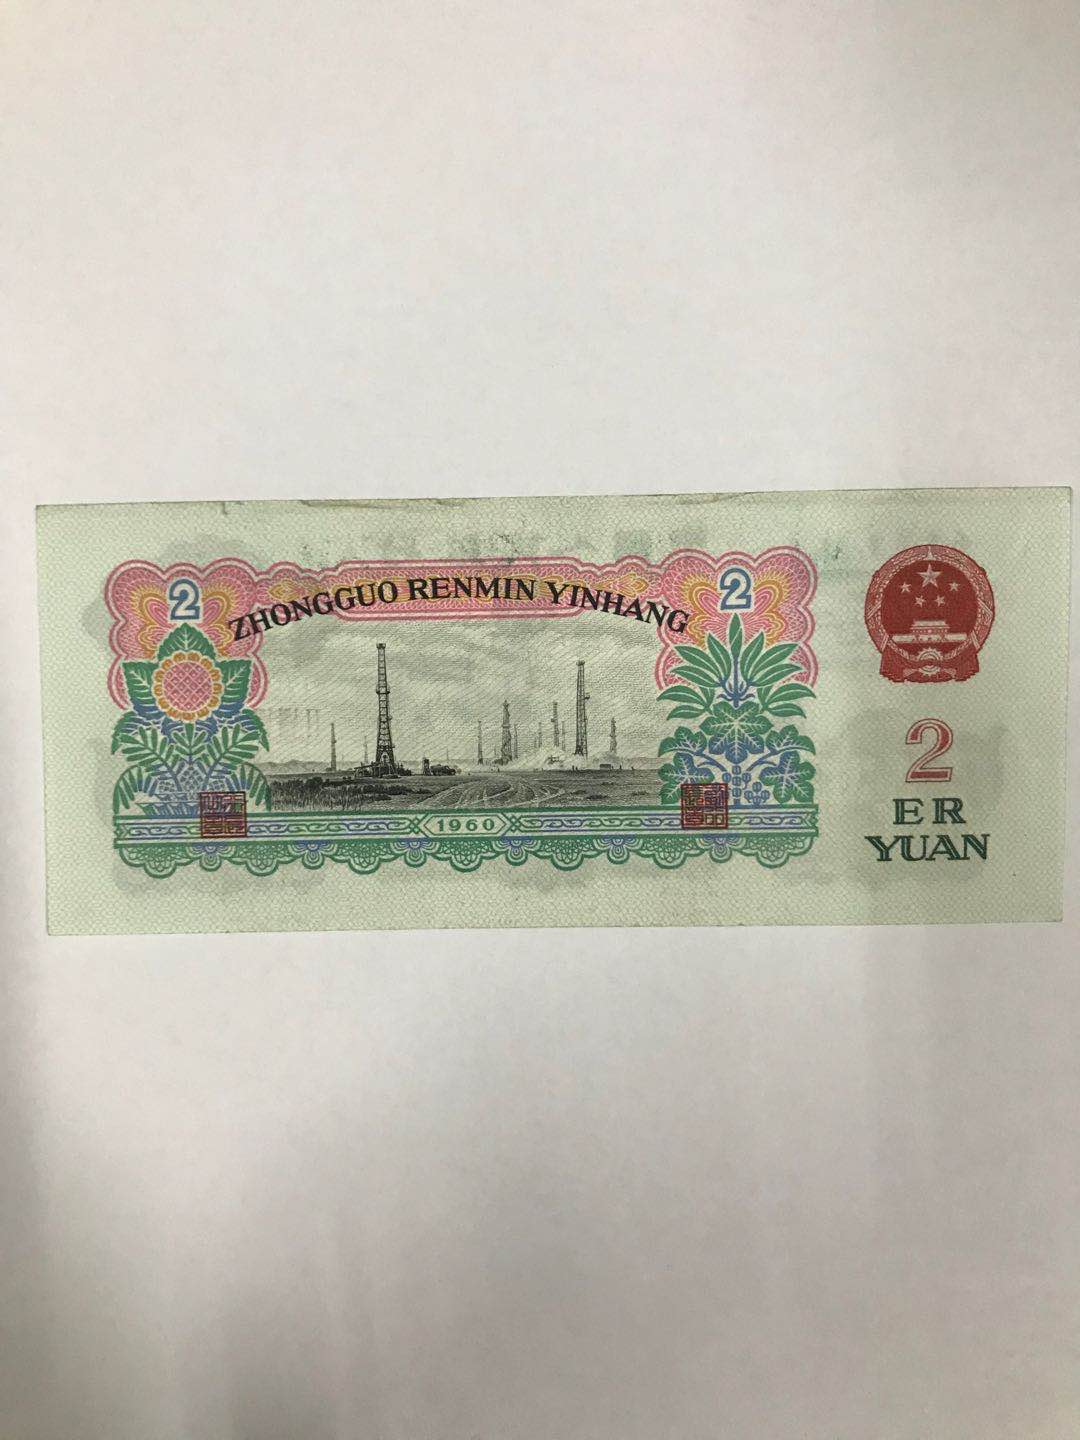 2
2
ZHONGGUO RENMIN YINHANG
1960
2
ER
YUAN